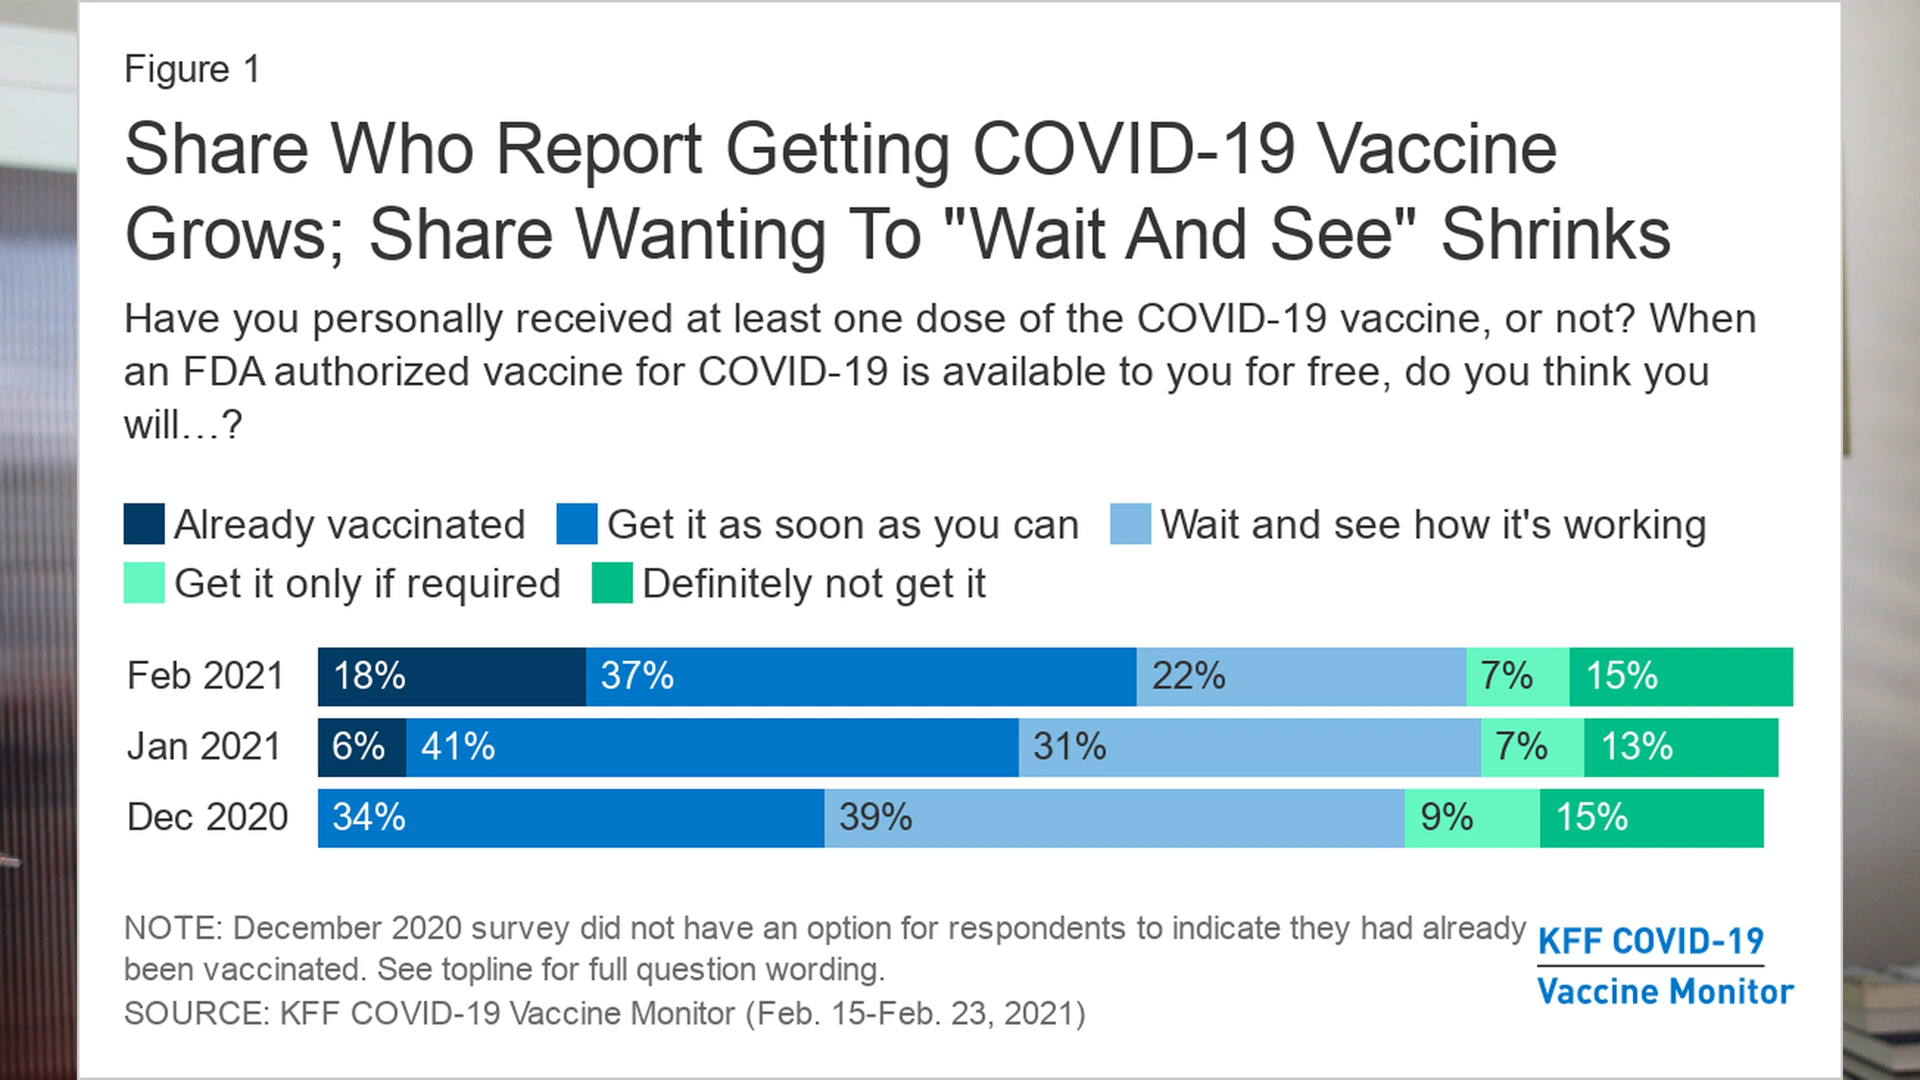 Figure 1
Share Who Report Getting COVID-19 Vaccine
Grows; Share Wanting To "Wait And See" Shrinks
Have you personally received at least one dose of the COVID-19 vaccine, or not? When
an FDA authorized vaccine for COVID-19 is available to you for free, do you think you
will…?
Already vaccinated Get it as soon as you can Wait and see how it's working
Get it only if required Definitely not get it
Feb 2021 18% 37% 22% 7% 15%
Jan 2021 6% 41% 31% 7% 13%
Dec 2020 34% 39% 9% 15%
NOTE: December 2020 survey did not have an option for respondents to indicate they had already
been vaccinated. See topline for full question wording.
SOURCE: KFF COVID-19 Vaccine Monitor (Feb. 15-Feb. 23, 2021)
KFF COVID-19
Vaccine Monitor